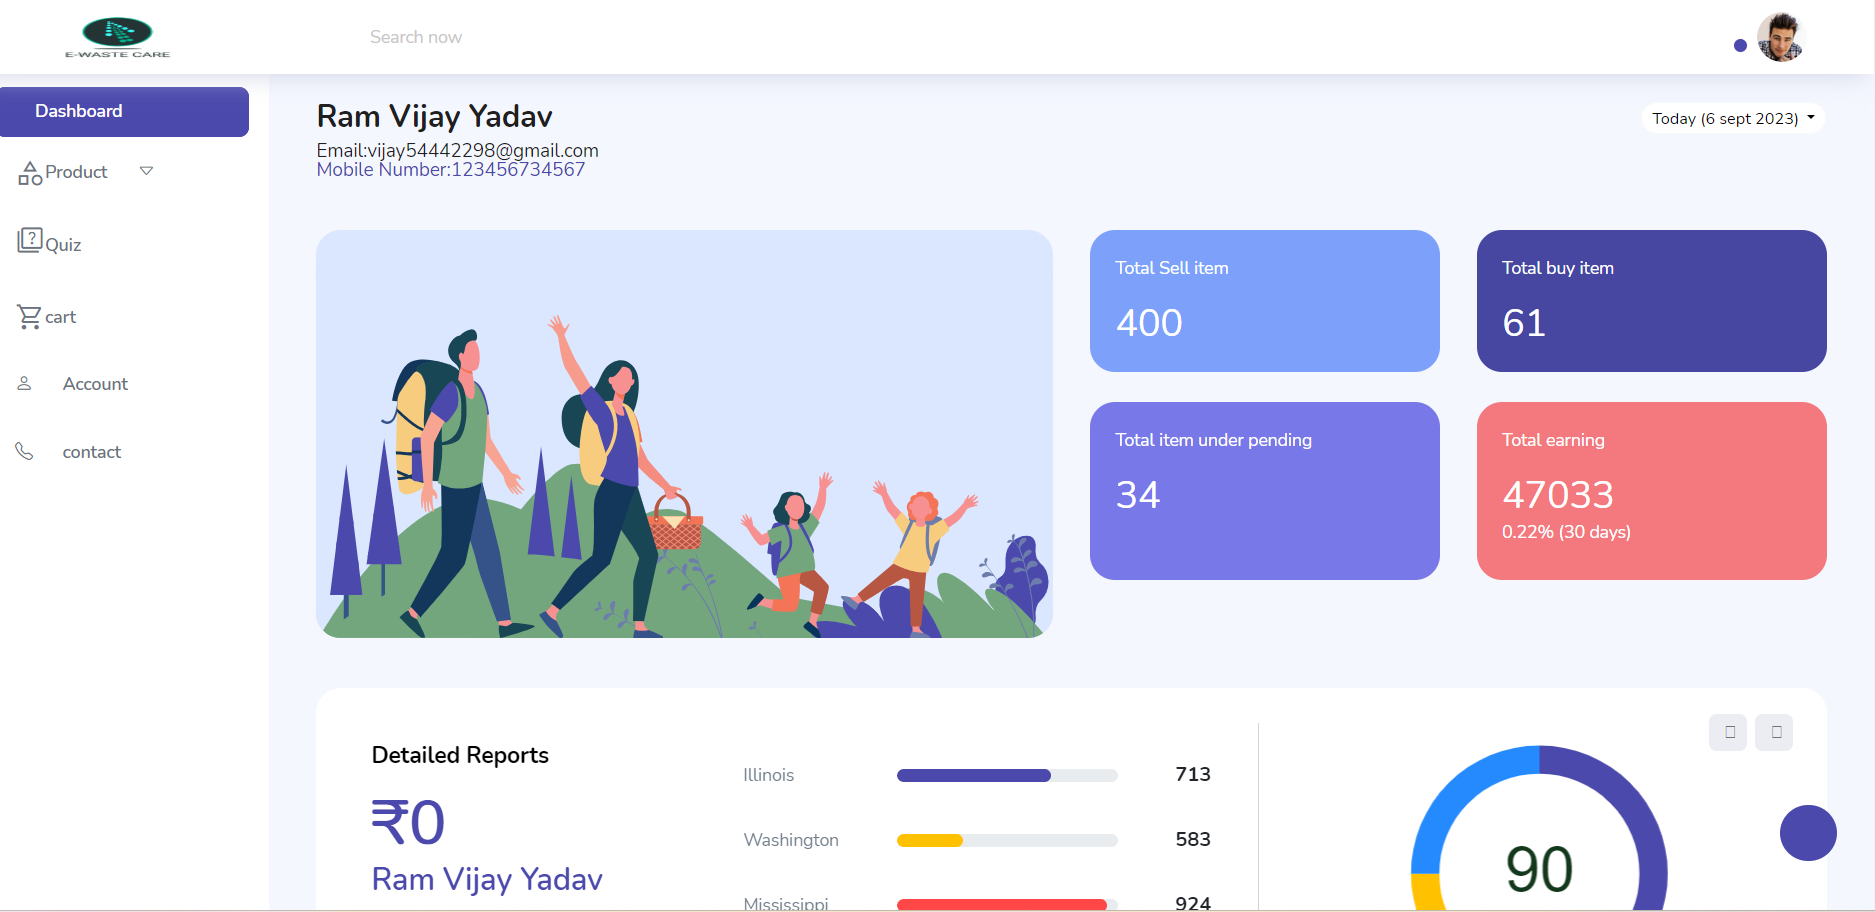 E-WASTE CARE
Search now
Dashboard
Product
Quiz
cart
Account
contact
Ram Vijay Yadav
Email:vijay54442298@gmail.com
Mobile Number:123456734567
Today (6 sept 2023)
Total Sell item
400
Total buy item
61
Total item under pending
34
Total earning
47033
0.22% (30 days)
Detailed Reports
₹0
Ram Vijay Yadav
Illinois 713
Washington 583
Mississippi 924
90